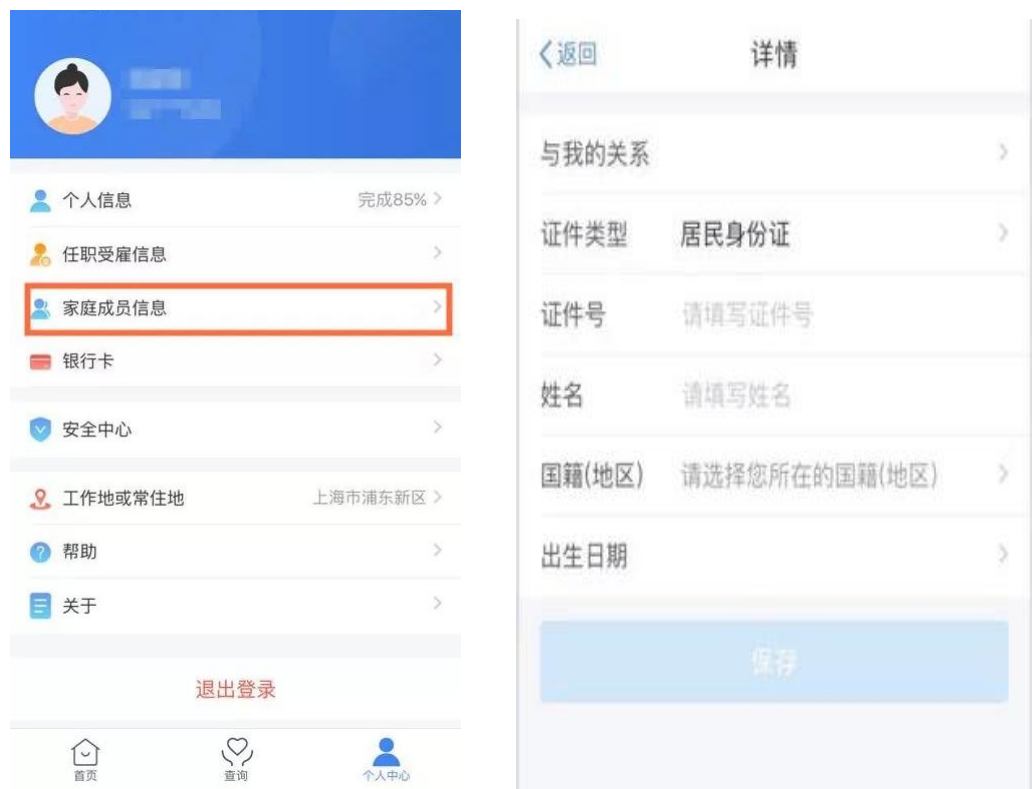 个人信息 完成85%
任职受雇信息
家庭成员信息
银行卡
安全中心
工作地或常住地 上海市浦东新区
帮助
关于
退出登录
首页 查询 个人中心
返回 详情
与我的关系
证件类型 居民身份证
证件号 请填写证件号
姓名 请填写姓名
国籍(地区) 请选择您所在的国籍(地区)
出生日期
保存